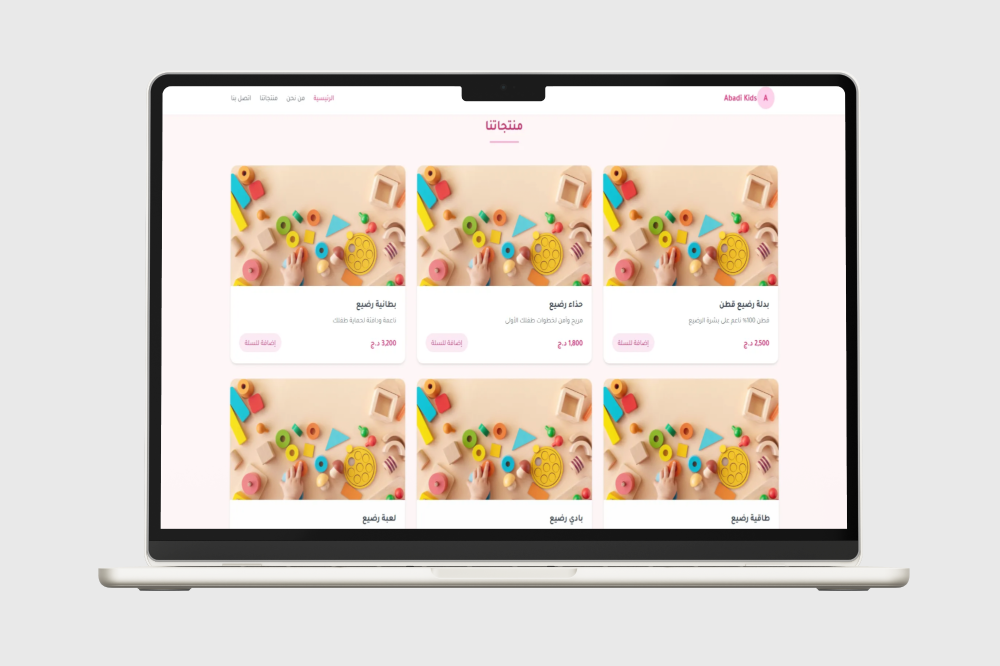 A
Abadi Kids
الرئيسية
من نحن
منتجاتنا
اتصل بنا
منتجاتنا
بدلة رضيع قطن
قطن 100% ناعم على بشرة الرضيع
2,500 د.ج
إضافة للسلة
حذاء رضيع
مريح وآمن لخطوات طفلك الأولى
1,800 د.ج
إضافة للسلة
بطانية رضيع
ناعمة ودافئة لحماية طفلك
3,200 د.ج
إضافة للسلة
طاقية رضيع
بادي رضيع
لعبة رضيع